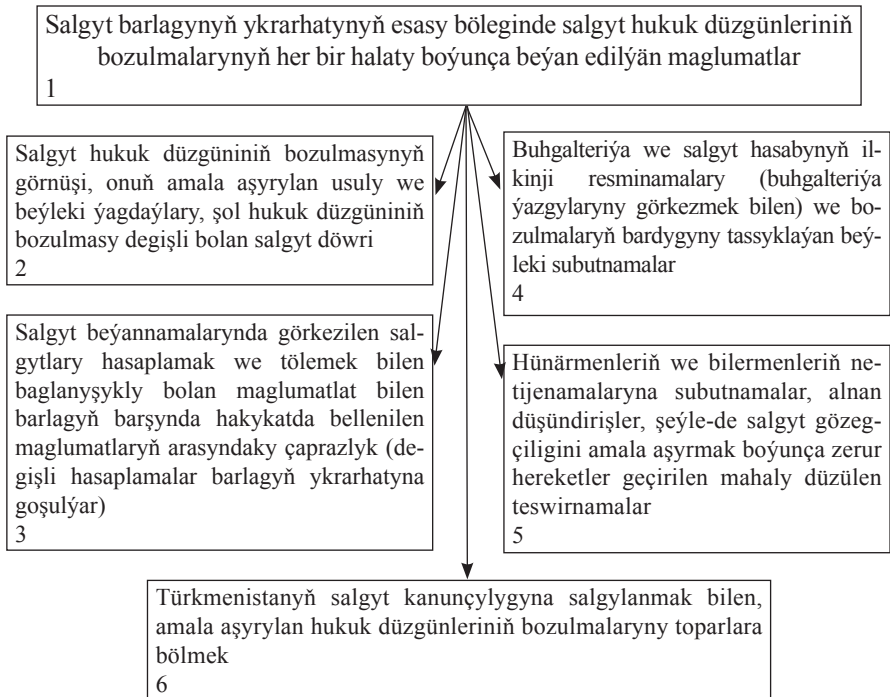 Salgyt barlagynyň ykrarhatynyň esasy böleginde salgyt hukuk düzgünleriniň
bozulmalarynyň her bir halaty boýunça beýan edilýän maglumatlar
1
Salgyt hukuk düzgüniniň bozulmasynyň
görnüşi, onuň amala aşyrylan usuly we
beýleki ýagdaýlary, şol hukuk düzgüniniň
bozulmasy degişli bolan salgyt döwri
2
Buhgalteriýa we salgyt hasabynyň il-
kinji resminamalary (buhgalteriýa
ýazgylaryny görkezmek bilen) we bo-
zulmalaryň bardygyny tassyklaýan beý-
leki subutnamalar
4
Salgyt beýannamalarynda görkezilen sal-
gytlary hasaplamak we tölemek bilen
baglanyşykly bolan maglumatlat bilen
barlagyň barşynda hakykatda bellenilen
maglumatlaryň arasyndaky çaprazlyk (de-
gişli hasaplamalar barlagyň ykrarhatyna
goşulýar)
3
Hünärmenleriň we bilermenleriň ne-
tijenamalaryna subutnamalar, alnan
düşündirişler, şeýle-de salgyt gözeg-
çiligini amala aşyrmak boýunça zerur
hereketler geçirilen mahaly düzülen
teswirnamalar
5
Türkmenistanyň salgyt kanunçylygyna salgylanmak bilen,
amala aşyrylan hukuk düzgünleriniň bozulmalaryny toparlara
bölmek
6